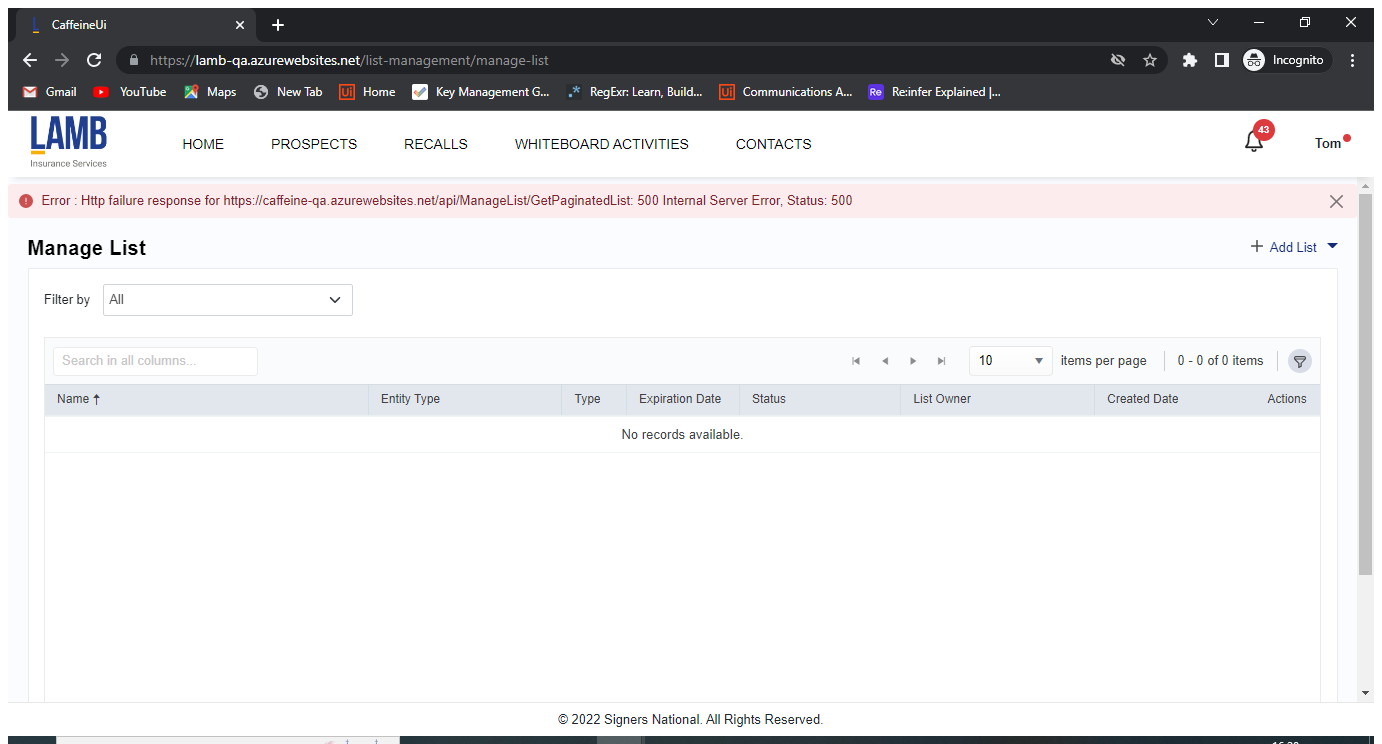 CaffeineUi
https://lamb-qa.azurewebsites.net/list-management/manage-list
Incognito
Gmail YouTube Maps New Tab Ui Home Key Management G... .* RegExr: Learn, Build... Ui Communications A... Re Re:infer Explained |...
LAMB
Insurance Services
HOME PROSPECTS RECALLS WHITEBOARD ACTIVITIES CONTACTS
43
Tom
Error : Http failure response for https://caffeine-qa.azurewebsites.net/api/ManageList/GetPaginatedList: 500 Internal Server Error, Status: 500
Manage List
+ Add List
Filter by All
Search in all columns... 10 items per page 0 - 0 of 0 items
Name Entity Type Type Expiration Date Status List Owner Created Date Actions
No records available.
© 2022 Signers National. All Rights Reserved.